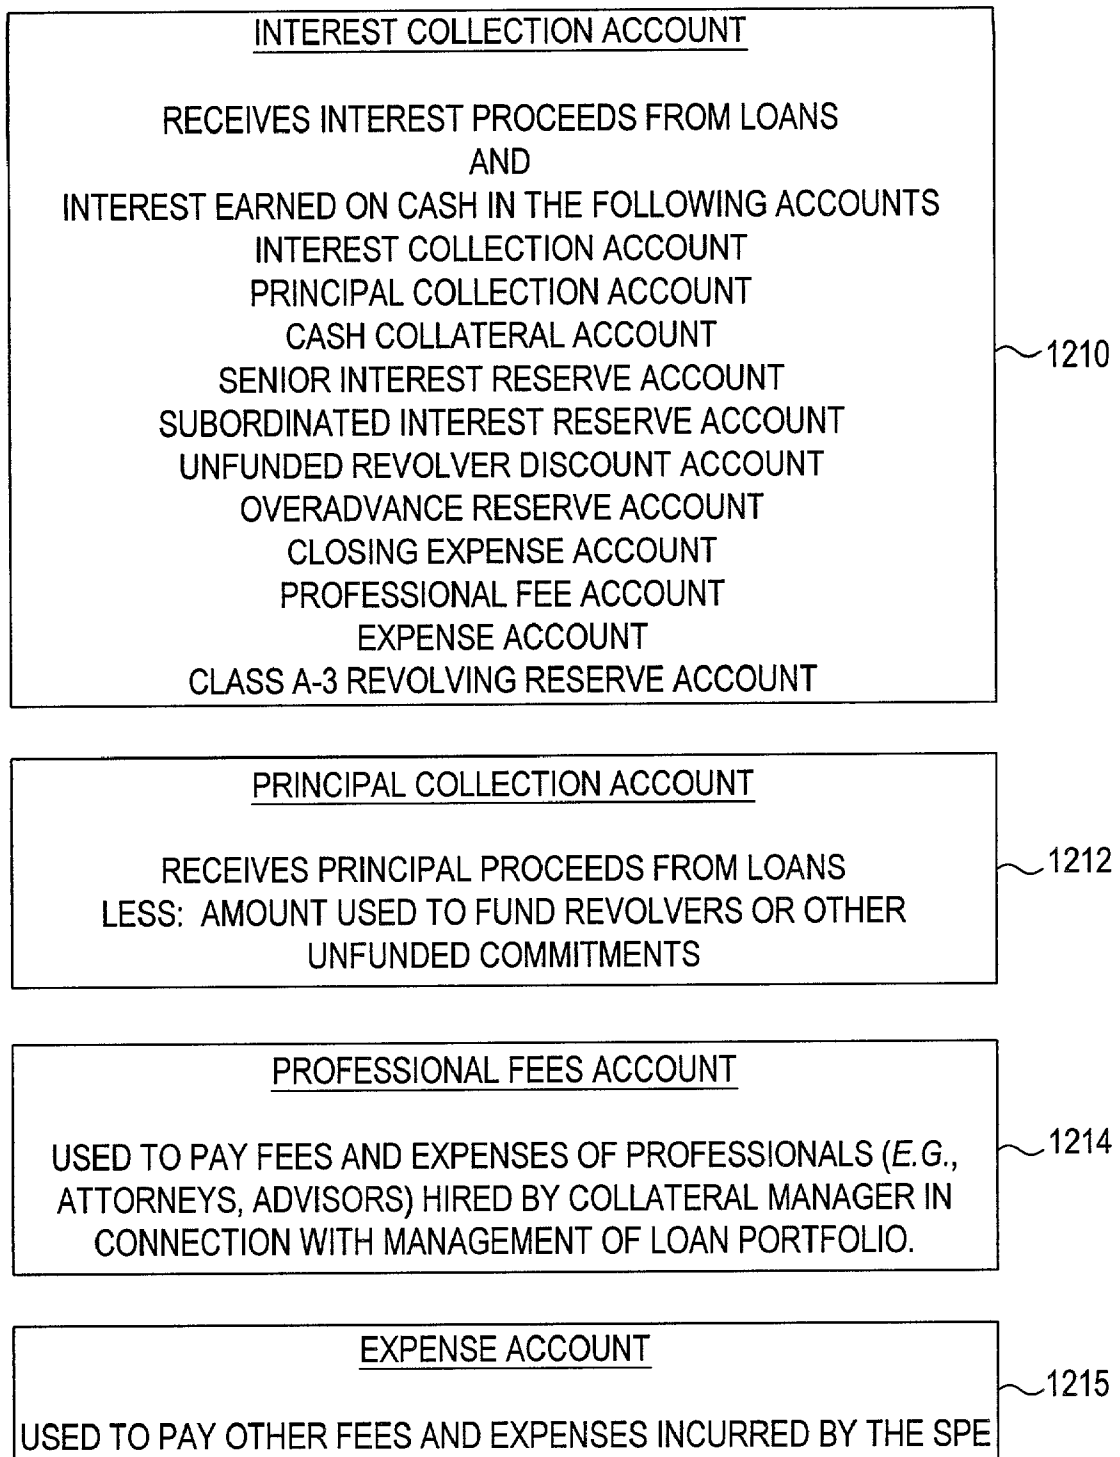 INTEREST COLLECTION ACCOUNT
RECEIVES INTEREST PROCEEDS FROM LOANS
AND
INTEREST EARNED ON CASH IN THE FOLLOWING ACCOUNTS
INTEREST COLLECTION ACCOUNT
PRINCIPAL COLLECTION ACCOUNT
CASH COLLATERAL ACCOUNT
SENIOR INTEREST RESERVE ACCOUNT
SUBORDINATED INTEREST RESERVE ACCOUNT
UNFUNDED REVOLVER DISCOUNT ACCOUNT
OVERADVANCE RESERVE ACCOUNT
CLOSING EXPENSE ACCOUNT
PROFESSIONAL FEE ACCOUNT
EXPENSE ACCOUNT
CLASS A-3 REVOLVING RESERVE ACCOUNT
1210
PRINCIPAL COLLECTION ACCOUNT
RECEIVES PRINCIPAL PROCEEDS FROM LOANS
LESS: AMOUNT USED TO FUND REVOLVERS OR OTHER
UNFUNDED COMMITMENTS
1212
PROFESSIONAL FEES ACCOUNT
USED TO PAY FEES AND EXPENSES OF PROFESSIONALS (E.G.,
ATTORNEYS, ADVISORS) HIRED BY COLLATERAL MANAGER IN
CONNECTION WITH MANAGEMENT OF LOAN PORTFOLIO.
1214
EXPENSE ACCOUNT
USED TO PAY OTHER FEES AND EXPENSES INCURRED BY THE SPE
1215